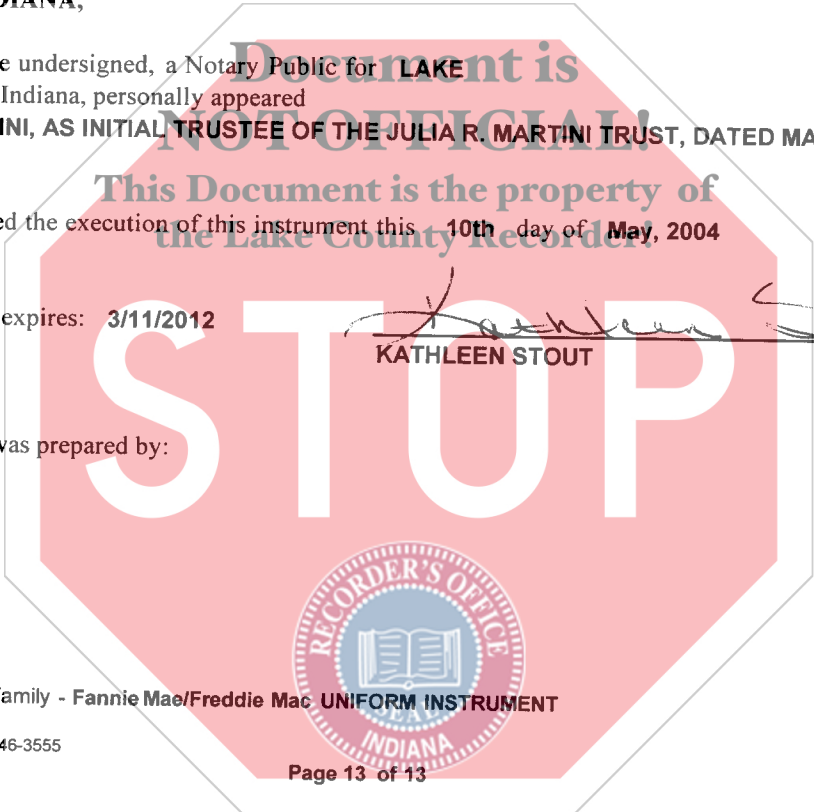 DIANA,
Document is
e undersigned, a Notary Public for LAKE
Indiana, personally appeared
NOT OFFICIAL!
INI, AS INITIAL TRUSTEE OF THE JULIA R. MARTINI TRUST, DATED MA
This Document is the property of
ed the execution of this instrument this 10th day of May, 2004
the Lake County Recorder!
expires: 3/11/2012
Kathleen S
KATHLEEN STOUT
STOP
was prepared by:
RECORDER'S OFFICE
SEAL
INDIANA
amily - Fannie Mae/Freddie Mac UNIFORM INSTRUMENT
46-3555
Page 13 of 13